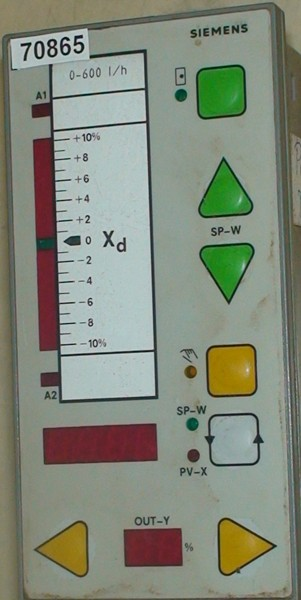 70865
SIEMENS
0-600 l/h
A1
+10%
+8
+6
+4
+2
0
Xd
-2
-4
-6
-8
-10%
SP-W
A2
SP-W
PV-X
OUT-Y
%